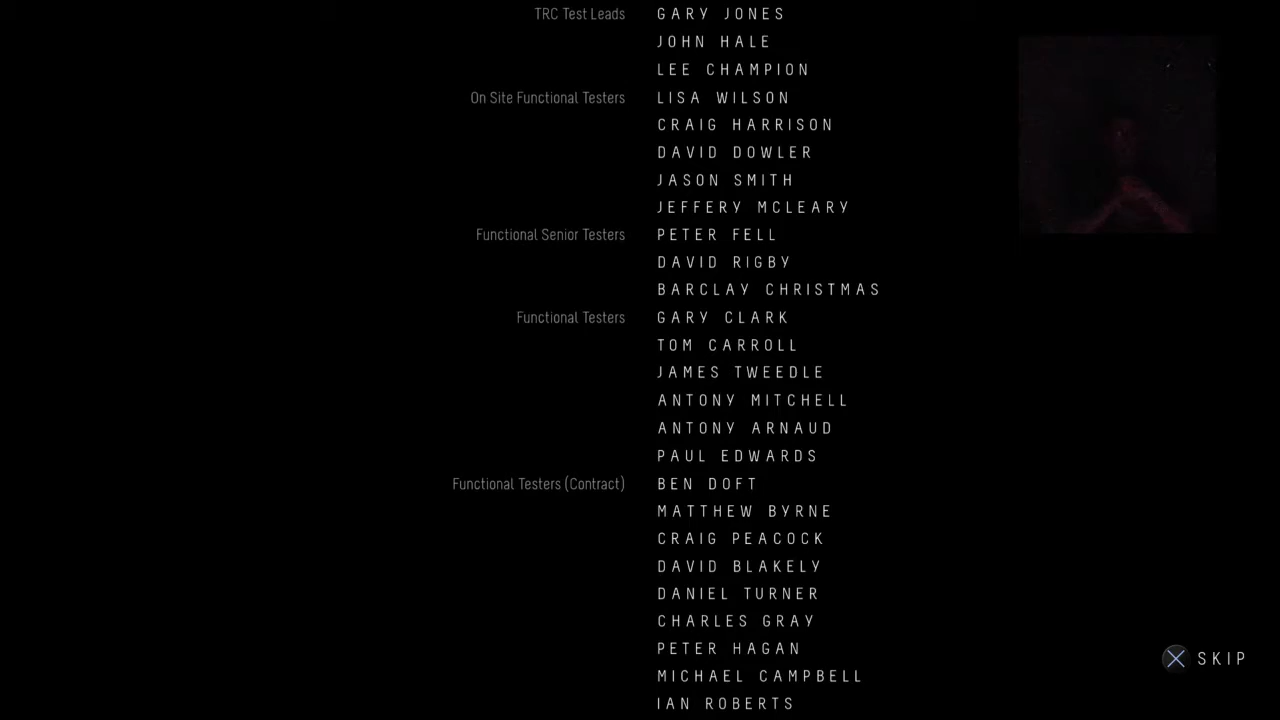 TRC Test Leads GARY JONES
JOHN HALE
LEE CHAMPION
On Site Functional Testers LISA WILSON
CRAIG HARRISON
DAVID DOWLER
JASON SMITH
JEFFERY MCLEARY
Functional Senior Testers PETER FELL
DAVID RIGBY
BARCLAY CHRISTMAS
Functional Testers GARY CLARK
TOM CARROLL
JAMES TWEEDLE
ANTONY MITCHELL
ANTONY ARNAUD
PAUL EDWARDS
Functional Testers (Contract) BEN DOFT
MATTHEW BYRNE
CRAIG PEACOCK
DAVID BLAKELY
DANIEL TURNER
CHARLES GRAY
PETER HAGAN
MICHAEL CAMPBELL
IAN ROBERTS
SKIP